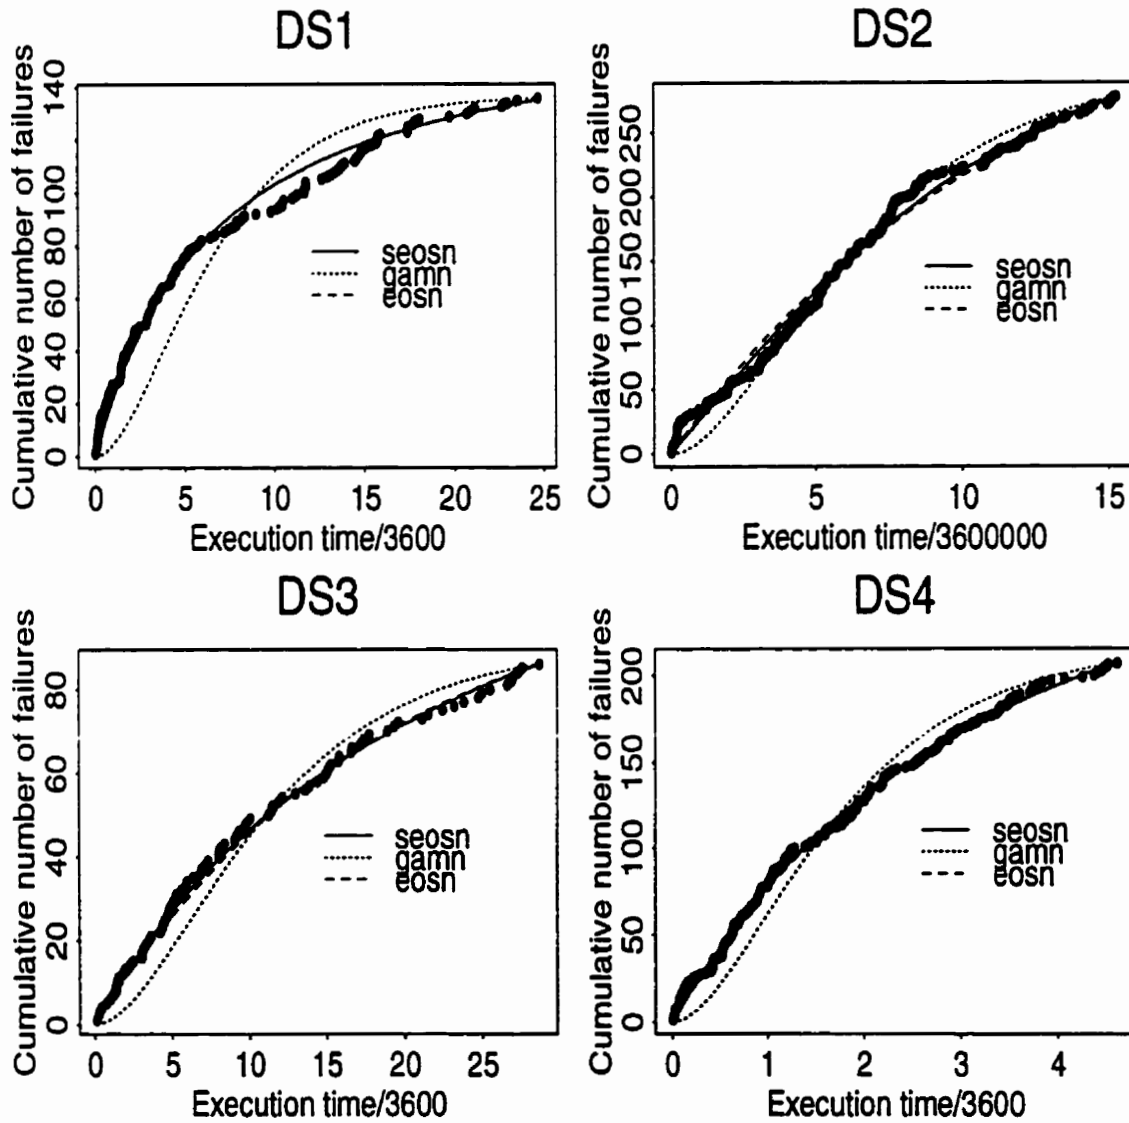 DS1
Cumulative number of failures
0 20 40 60 80 100 140
seosn
gamn
eosn
0 5 10 15 20 25
Execution time/3600
DS2
Cumulative number of failures
0 50 100 150 200 250
seosn
gamn
eosn
0 5 10 15
Execution time/3600000
DS3
Cumulative number of failures
0 20 40 60 80
seosn
gamn
eosn
0 5 10 15 20 25
Execution time/3600
DS4
Cumulative number of failures
0 50 100 150 200
seosn
gamn
eosn
0 1 2 3 4
Execution time/3600